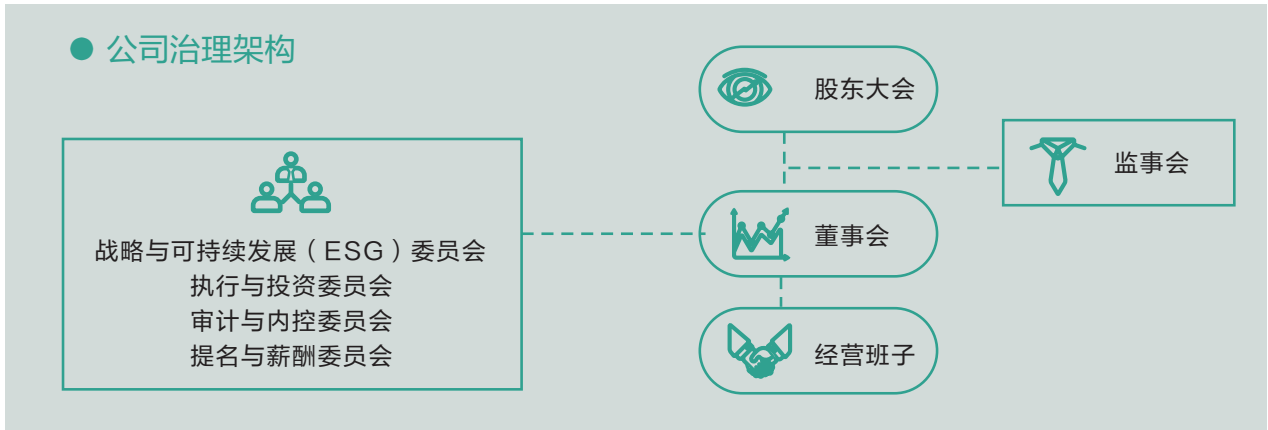 公司治理架构
股东大会
监事会
战略与可持续发展（ESG）委员会
执行与投资委员会
审计与内控委员会
提名与薪酬委员会
董事会
经营班子